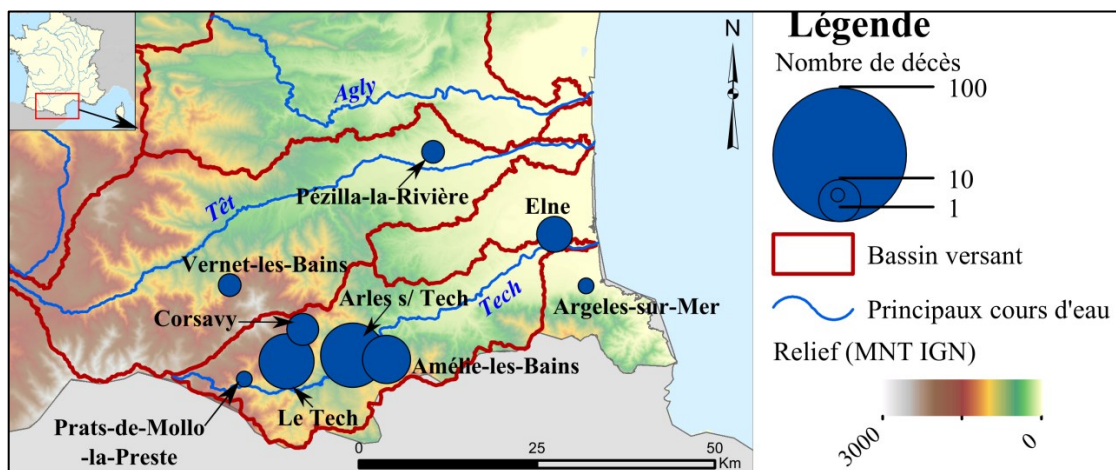 N
Agly
Pézilla-la-Rivière
Têt
Elne
Vernet-les-Bains
Arles s/ Tech
Tech
Corsavy
Argeles-sur-Mer
Amélie-les-Bains
Le Tech
Prats-de-Mollo
-la-Preste
0
25
50
Km
Légende
Nombre de décès
100
10
1
Bassin versant
Principaux cours d'eau
Relief (MNT IGN)
3000
0